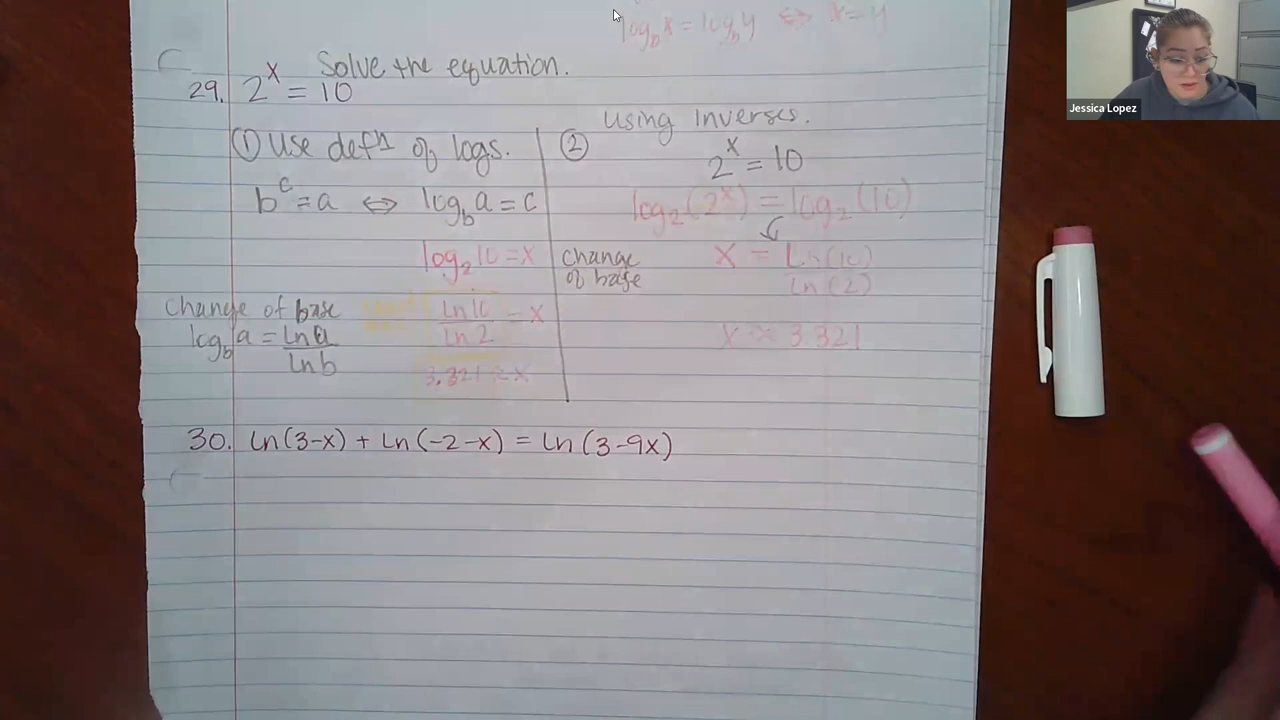 log_b x = log_b y ⇔ x = y
Jessica Lopez
Solve the equation.
29. 2^x = 10
① Use def'n of logs.
b^c = a ⇔ log_b a = c
log_2 10 = x
Change of base
log_b a = ln a / ln b
ln 10 / ln 2 = x
3.321 ≈ x
② using inverses.
2^x = 10
log_2(2^x) = log_2(10)
change of base
x = Ln(10) / Ln(2)
x ≈ 3.321
30. Ln(3-x) + Ln(-2-x) = Ln(3-9x)